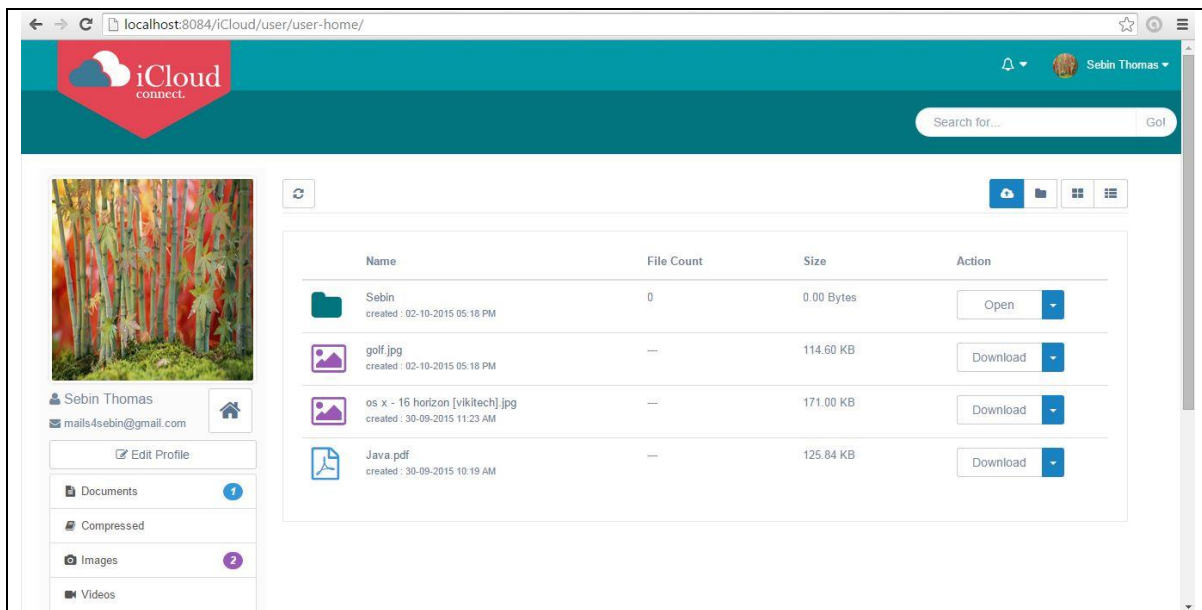 localhost:8084/iCloud/user/user-home/
iCloud
connect.
Sebin Thomas
Search for...
Go!
Name
File Count
Size
Action
Sebin
created : 02-10-2015 05:18 PM
0
0.00 Bytes
Open
golf.jpg
created : 02-10-2015 05:18 PM
—
114.60 KB
Download
os x - 16 horizon [vikitech].jpg
created : 30-09-2015 11:23 AM
—
171.00 KB
Download
Java.pdf
created : 30-09-2015 10:19 AM
—
125.84 KB
Download
Sebin Thomas
mails4sebin@gmail.com
Edit Profile
Documents
1
Compressed
Images
2
Videos